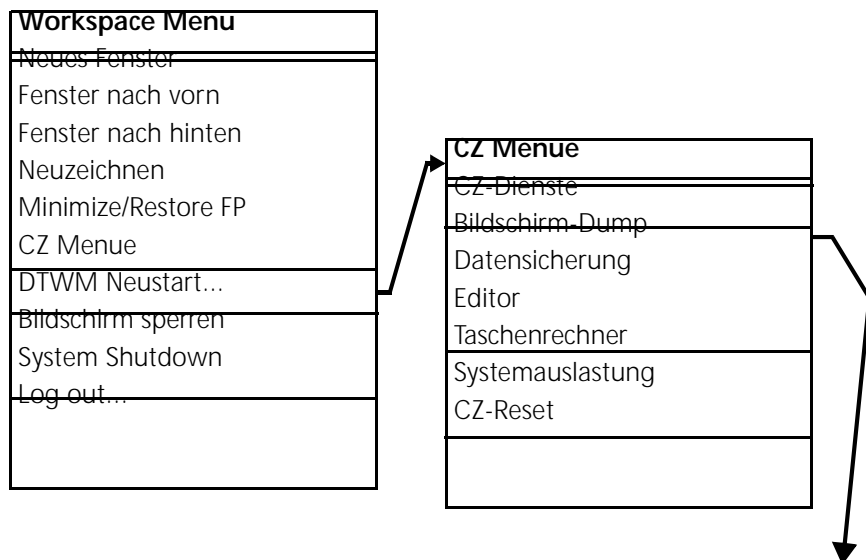 Workspace Menu
Neues Fenster
Fenster nach vorn
Fenster nach hinten
Neuzeichnen
Minimize/Restore FP
CZ Menue
DTWM Neustart...
Bildschirm sperren
System Shutdown
Log out...
CZ Menue
CZ-Dienste
Bildschirm-Dump
Datensicherung
Editor
Taschenrechner
Systemauslastung
CZ-Reset